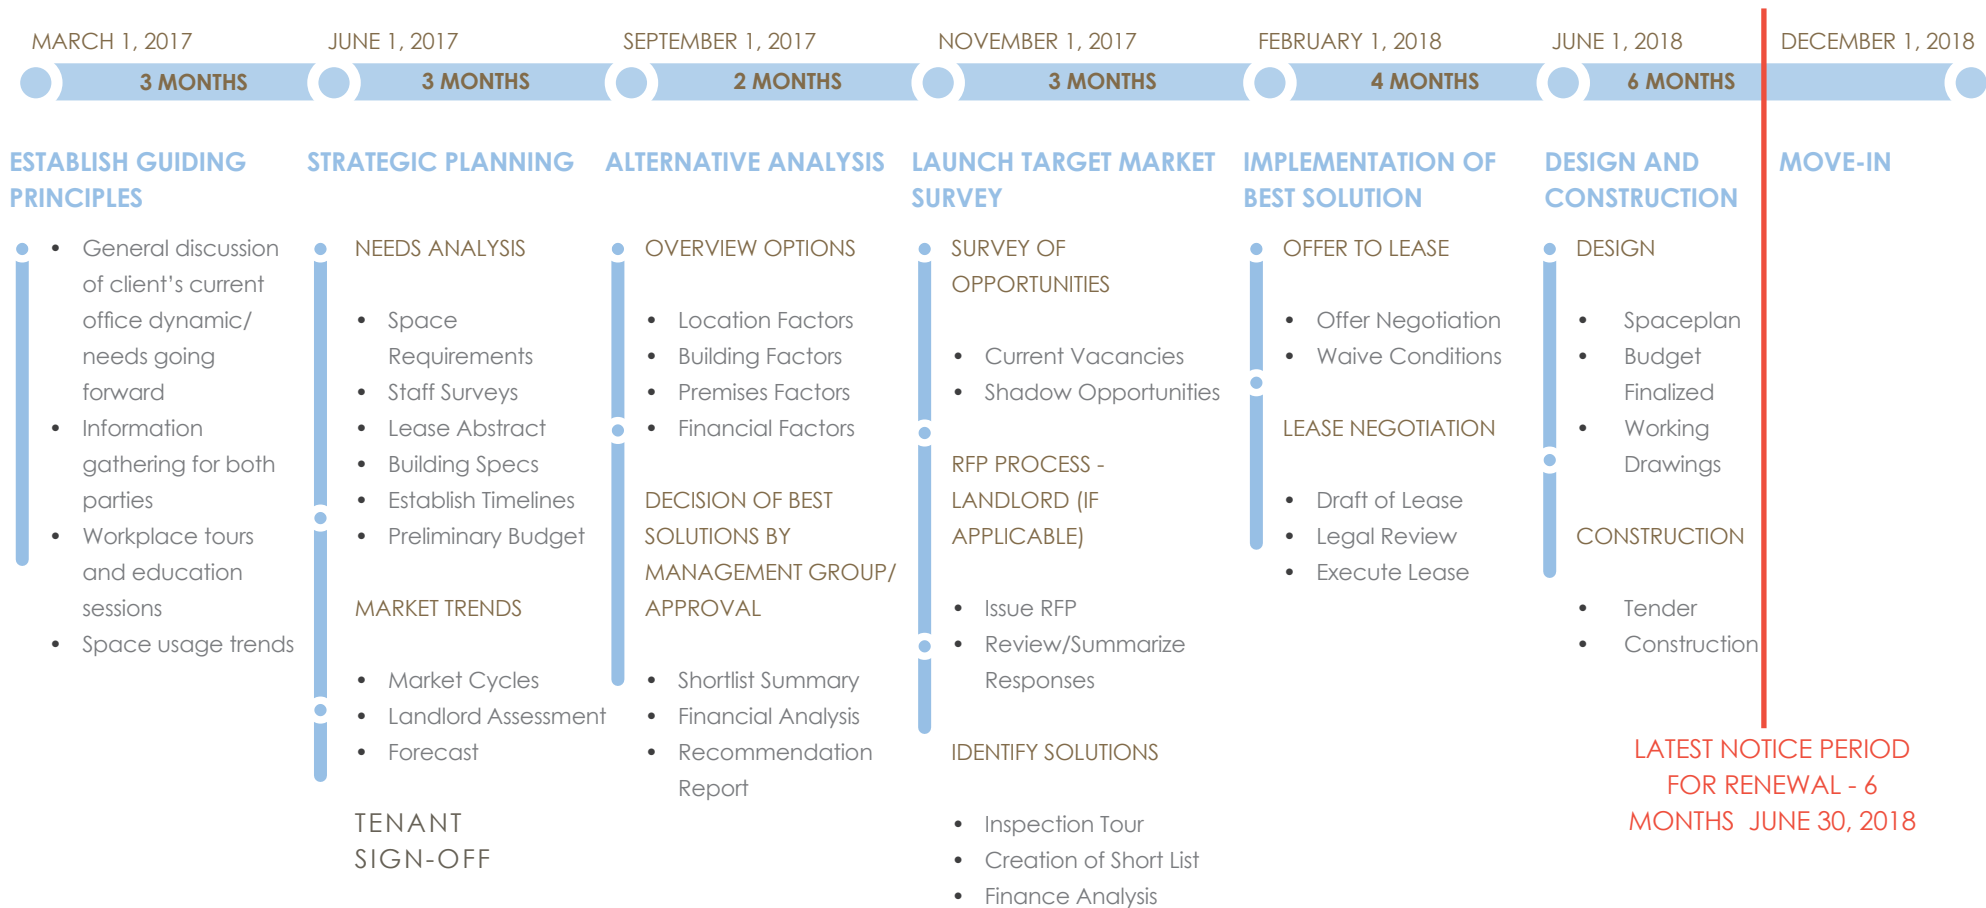 MARCH 1, 2017
JUNE 1, 2017
SEPTEMBER 1, 2017
NOVEMBER 1, 2017
FEBRUARY 1, 2018
JUNE 1, 2018
DECEMBER 1, 2018
3 MONTHS
3 MONTHS
2 MONTHS
3 MONTHS
4 MONTHS
6 MONTHS
ESTABLISH GUIDING
PRINCIPLES
• General discussion
of client's current
office dynamic/
needs going
forward
• Information
gathering for both
parties
• Workplace tours
and education
sessions
• Space usage trends
STRATEGIC PLANNING
NEEDS ANALYSIS
• Space
Requirements
• Staff Surveys
• Lease Abstract
• Building Specs
• Establish Timelines
• Preliminary Budget
MARKET TRENDS
• Market Cycles
• Landlord Assessment
• Forecast
TENANT
SIGN-OFF
ALTERNATIVE ANALYSIS
OVERVIEW OPTIONS
• Location Factors
• Building Factors
• Premises Factors
• Financial Factors
DECISION OF BEST
SOLUTIONS BY
MANAGEMENT GROUP/
APPROVAL
• Shortlist Summary
• Financial Analysis
• Recommendation
Report
LAUNCH TARGET MARKET
SURVEY
SURVEY OF
OPPORTUNITIES
• Current Vacancies
• Shadow Opportunities
RFP PROCESS -
LANDLORD (IF
APPLICABLE)
• Issue RFP
• Review/Summarize
Responses
IDENTIFY SOLUTIONS
• Inspection Tour
• Creation of Short List
• Finance Analysis
IMPLEMENTATION OF
BEST SOLUTION
OFFER TO LEASE
• Offer Negotiation
• Waive Conditions
LEASE NEGOTIATION
• Draft of Lease
• Legal Review
• Execute Lease
DESIGN AND
CONSTRUCTION
DESIGN
• Spaceplan
• Budget
Finalized
• Working
Drawings
CONSTRUCTION
• Tender
• Construction
MOVE-IN
LATEST NOTICE PERIOD
FOR RENEWAL - 6
MONTHS JUNE 30, 2018